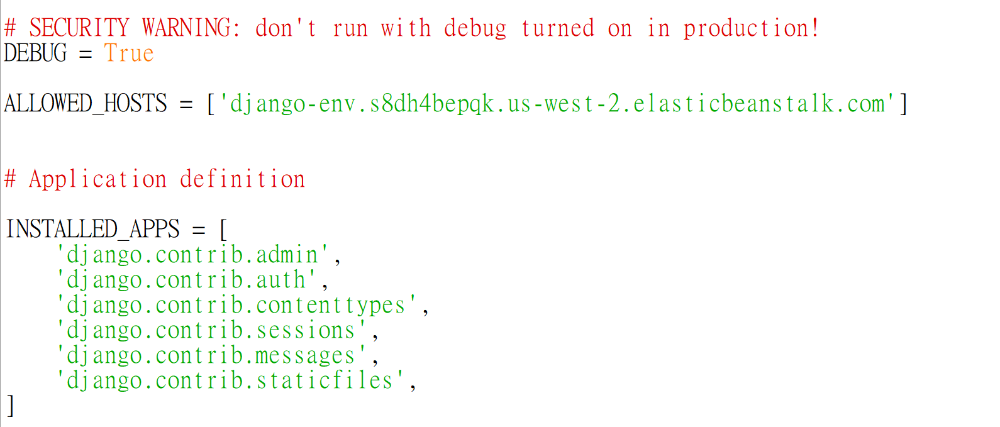 # SECURITY WARNING: don't run with debug turned on in production!
DEBUG = True
ALLOWED_HOSTS = ['django-env.s8dh4bepqk.us-west-2.elasticbeanstalk.com']
# Application definition
INSTALLED_APPS = [
    'django.contrib.admin',
    'django.contrib.auth',
    'django.contrib.contenttypes',
    'django.contrib.sessions',
    'django.contrib.messages',
    'django.contrib.staticfiles',
]